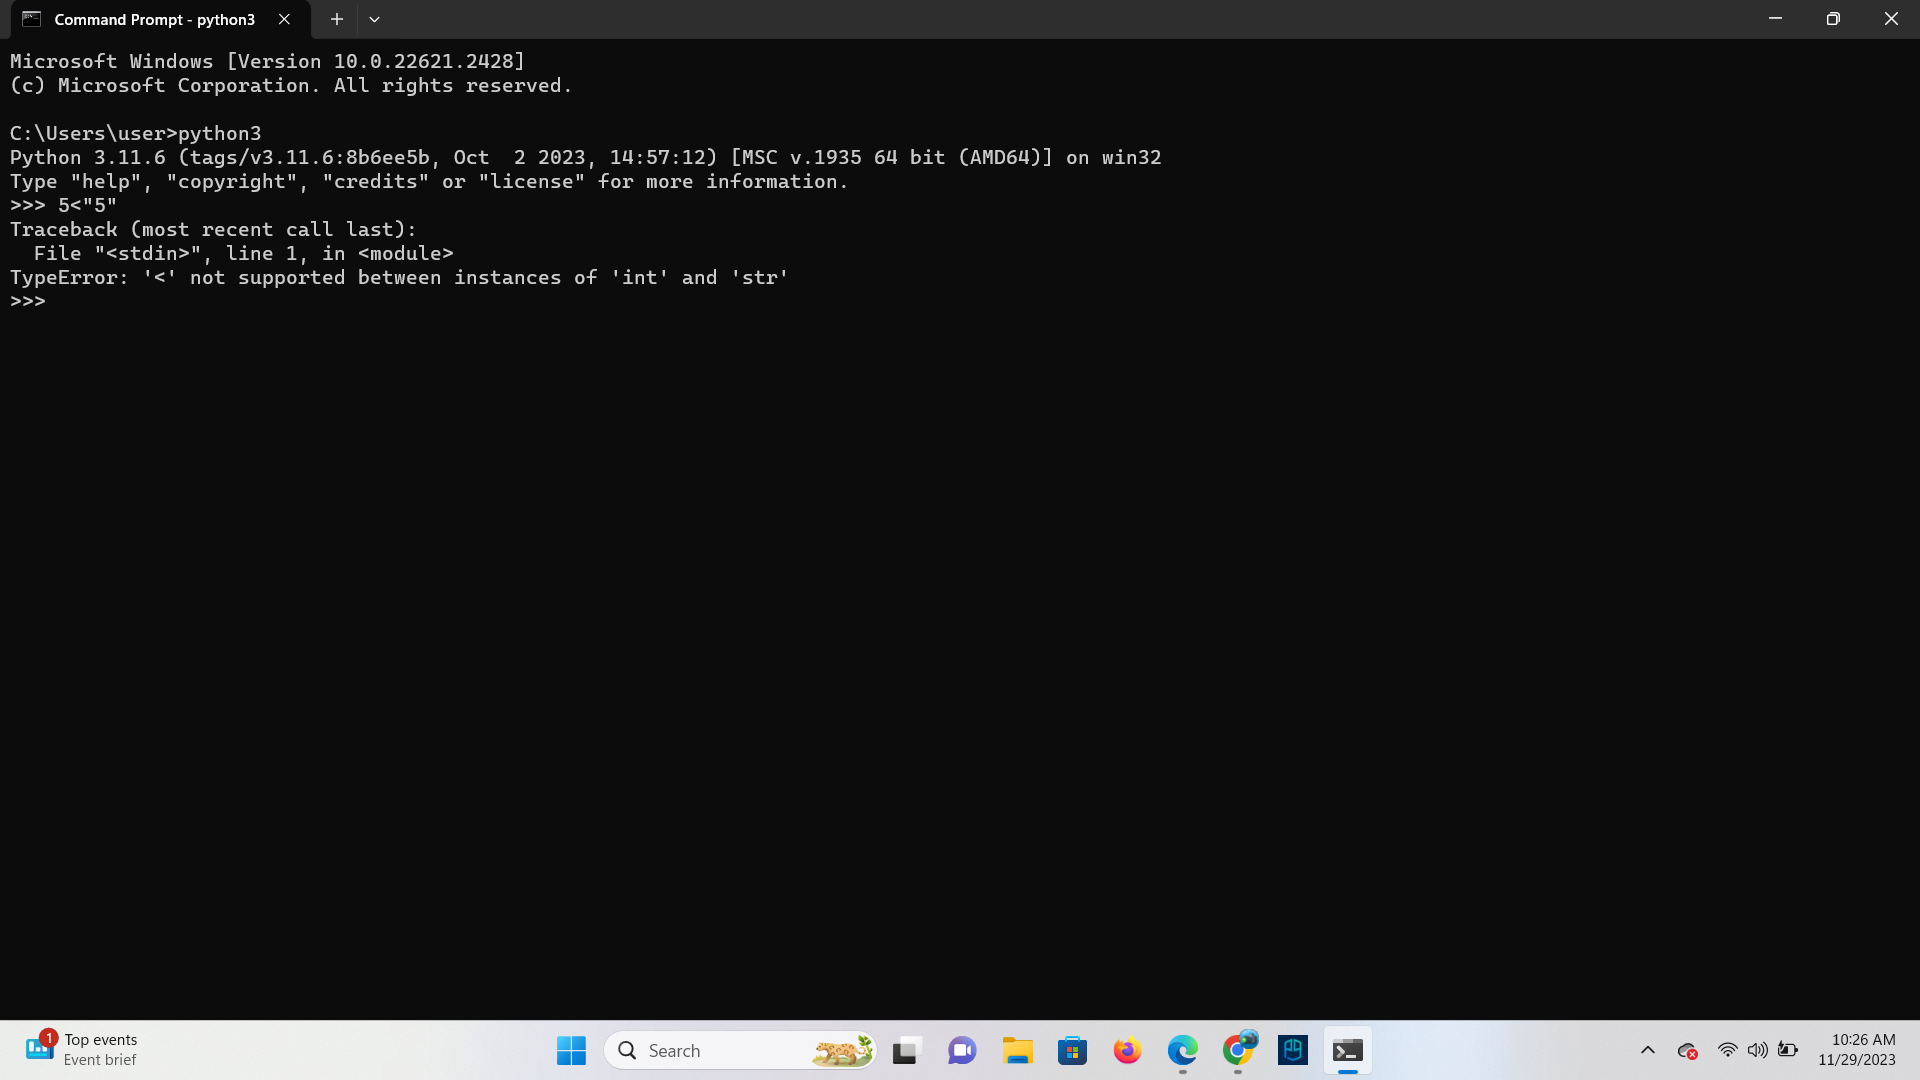 Command Prompt - python3
Microsoft Windows [Version 10.0.22621.2428]
(c) Microsoft Corporation. All rights reserved.
C:\Users\user>python3
Python 3.11.6 (tags/v3.11.6:8b6ee5b, Oct  2 2023, 14:57:12) [MSC v.1935 64 bit (AMD64)] on win32
Type "help", "copyright", "credits" or "license" for more information.
>>> 5<"5"
Traceback (most recent call last):
  File "<stdin>", line 1, in <module>
TypeError: '<' not supported between instances of 'int' and 'str'
>>>
1
Top events
Event brief
Search
10:26 AM
11/29/2023